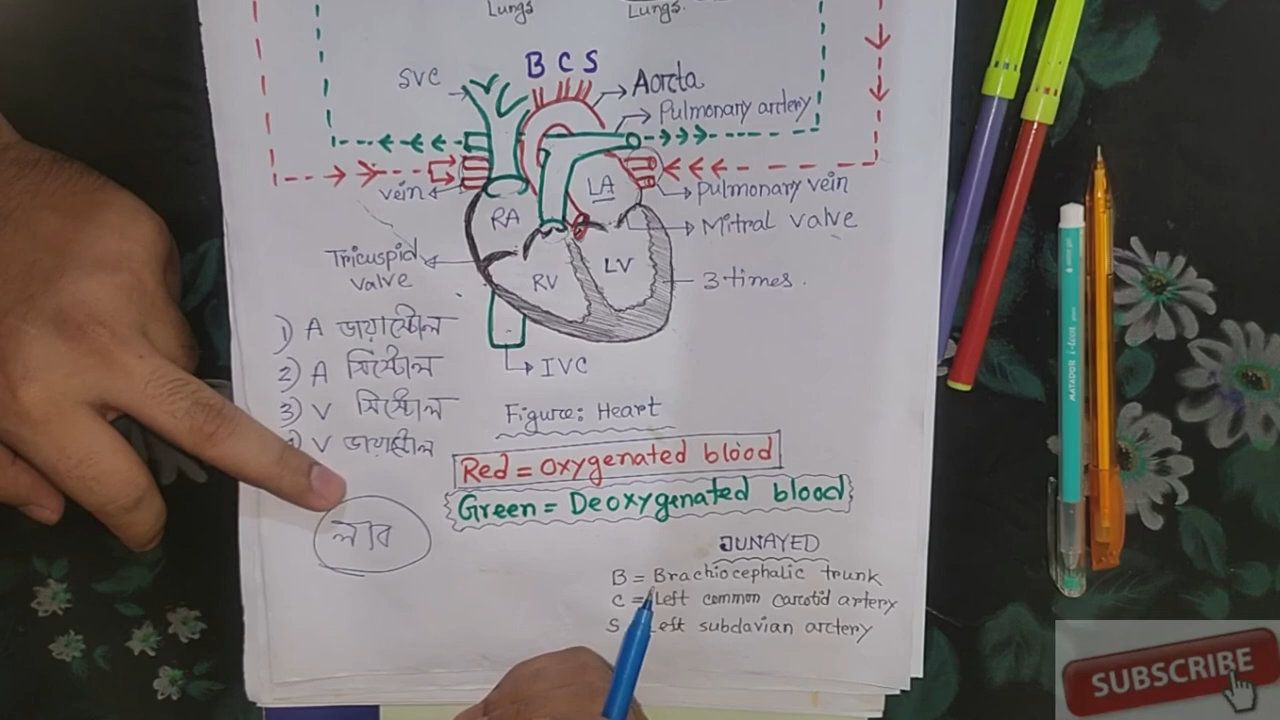 Lungs
Lungs.
B C S
SVC
Aorta
Pulmonary artery
vein
Pulmonary vein
RA
LA
Mitral valve
Tricuspid
valve
RV
LV
3 times.
1) A ডায়াস্টোল
2) A সিস্টোল
3) V সিস্টোল
V ডায়াস্টোল
IVC
Figure: Heart
Red = Oxygenated blood
Green = Deoxygenated blood
লাব
JUNAYED
B = Brachiocephalic trunk
C = Left common carotid artery
S Left subclavian artery
MATADOR i-teen
SUBSCRIBE